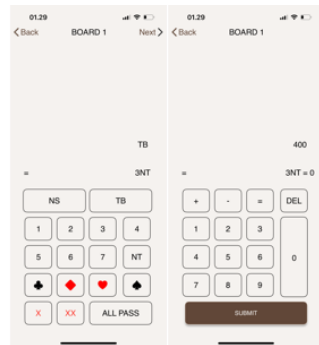 01.29
Back BOARD 1 Next
TB
= 3NT
NS TB
1 2 3 4
5 6 7 NT
X XX ALL PASS
01.29
Back BOARD 1
400
= 3NT = 0
+ - = DEL
1 2 3
4 5 6 0
7 8 9
SUBMIT